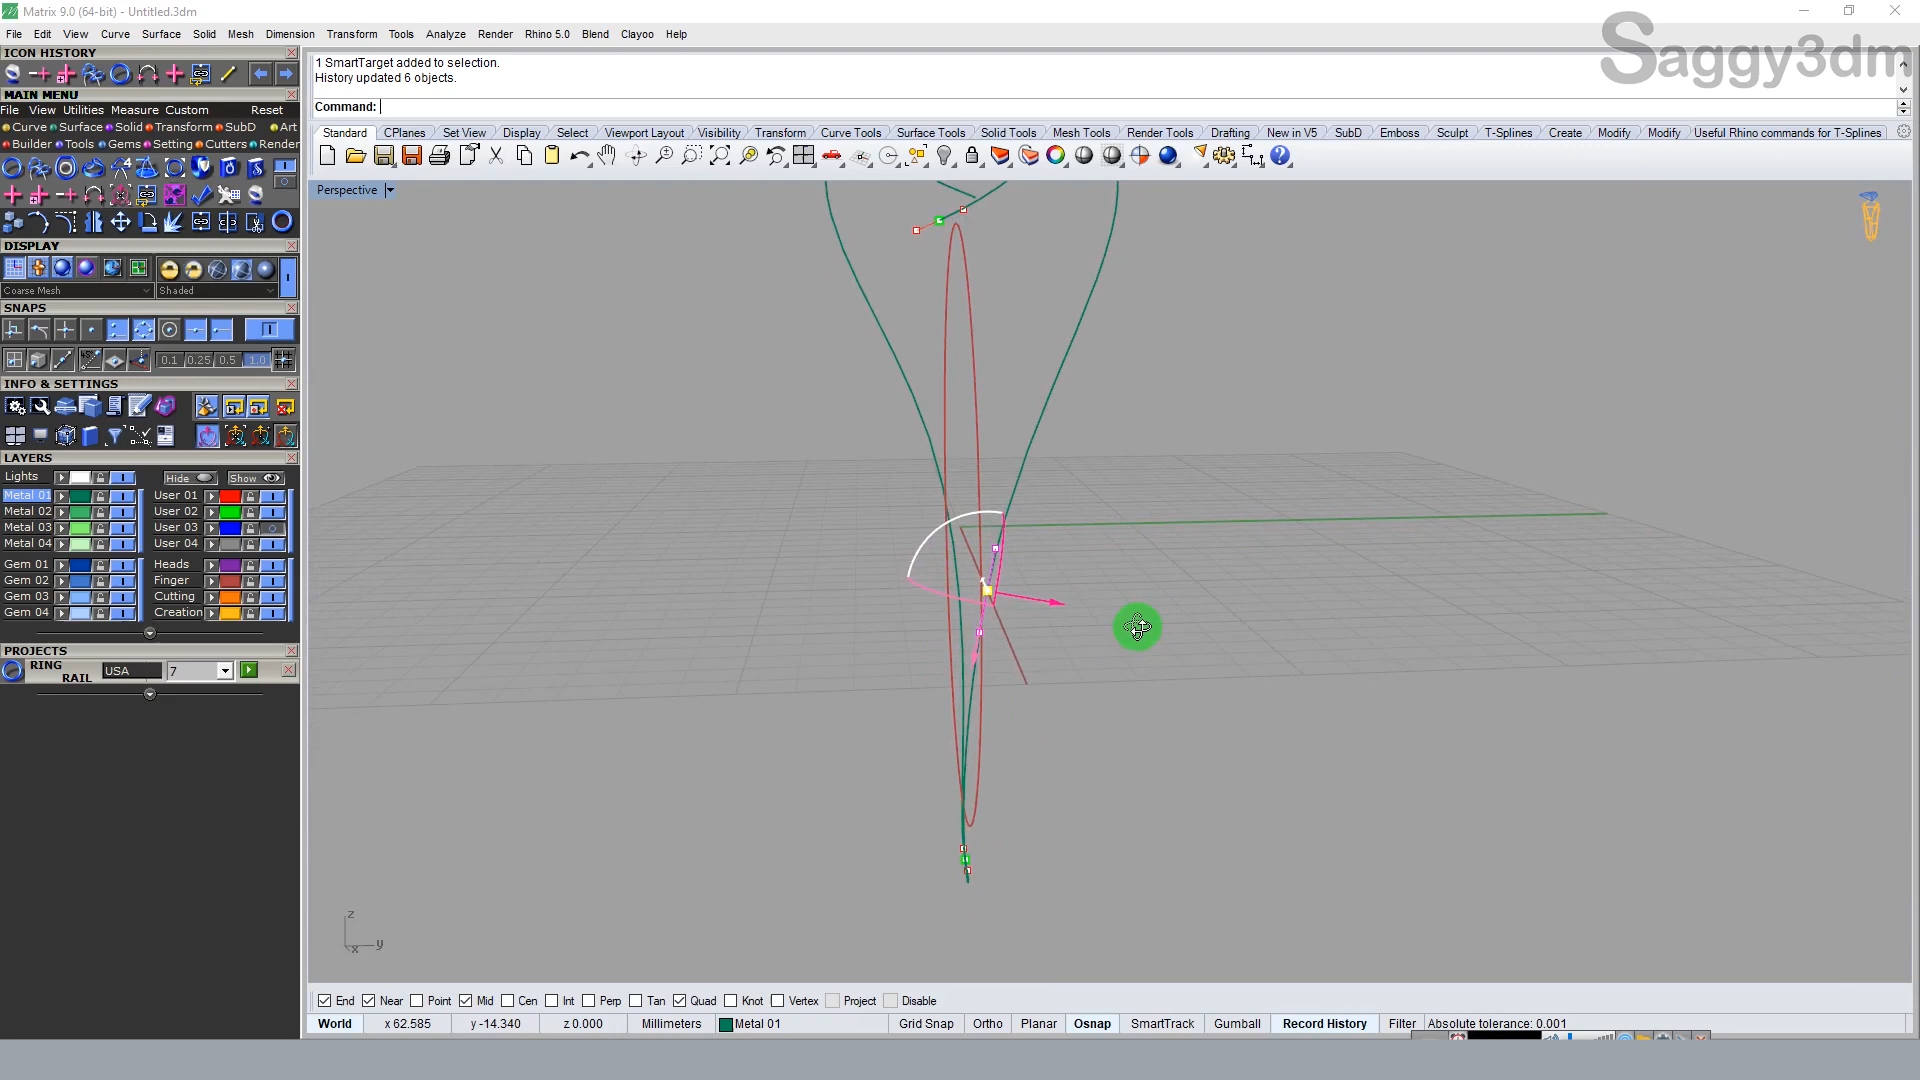 Matrix 9.0 (64-bit) - Untitled.3dm
File Edit View Curve Surface Solid Mesh Dimension Transform Tools Analyze Render Rhino 5.0 Blend Clayoo Help
Saggy3dm
ICON HISTORY
1 SmartTarget added to selection.
History updated 6 objects.
Command:
MAIN MENU
File View Utilities Measure Custom Reset
Curve Surface Solid Transform SubD Art
Builder Tools Gems Setting Cutters Render
Standard CPlanes Set View Display Select Viewport Layout Visibility Transform Curve Tools Surface Tools Solid Tools Mesh Tools Render Tools Drafting New in V5 SubD Emboss Sculpt T-Splines Create Modify Modify Useful Rhino commands for T-Splines
Perspective
DISPLAY
Coarse Mesh Shaded
SNAPS
0.1 0.25 0.5 1.0
INFO & SETTINGS
LAYERS
Lights Hide Show
Metal 01 User 01
Metal 02 User 02
Metal 03 User 03
Metal 04 User 04
Gem 01 Heads
Gem 02 Finger
Gem 03 Cutting
Gem 04 Creation
PROJECTS
RING RAIL USA 7
z
x y
End Near Point Mid Cen Int Perp Tan Quad Knot Vertex Project Disable
World x 62.585 y -14.340 z 0.000 Millimeters Metal 01 Grid Snap Ortho Planar Osnap SmartTrack Gumball Record History Filter Absolute tolerance: 0.001